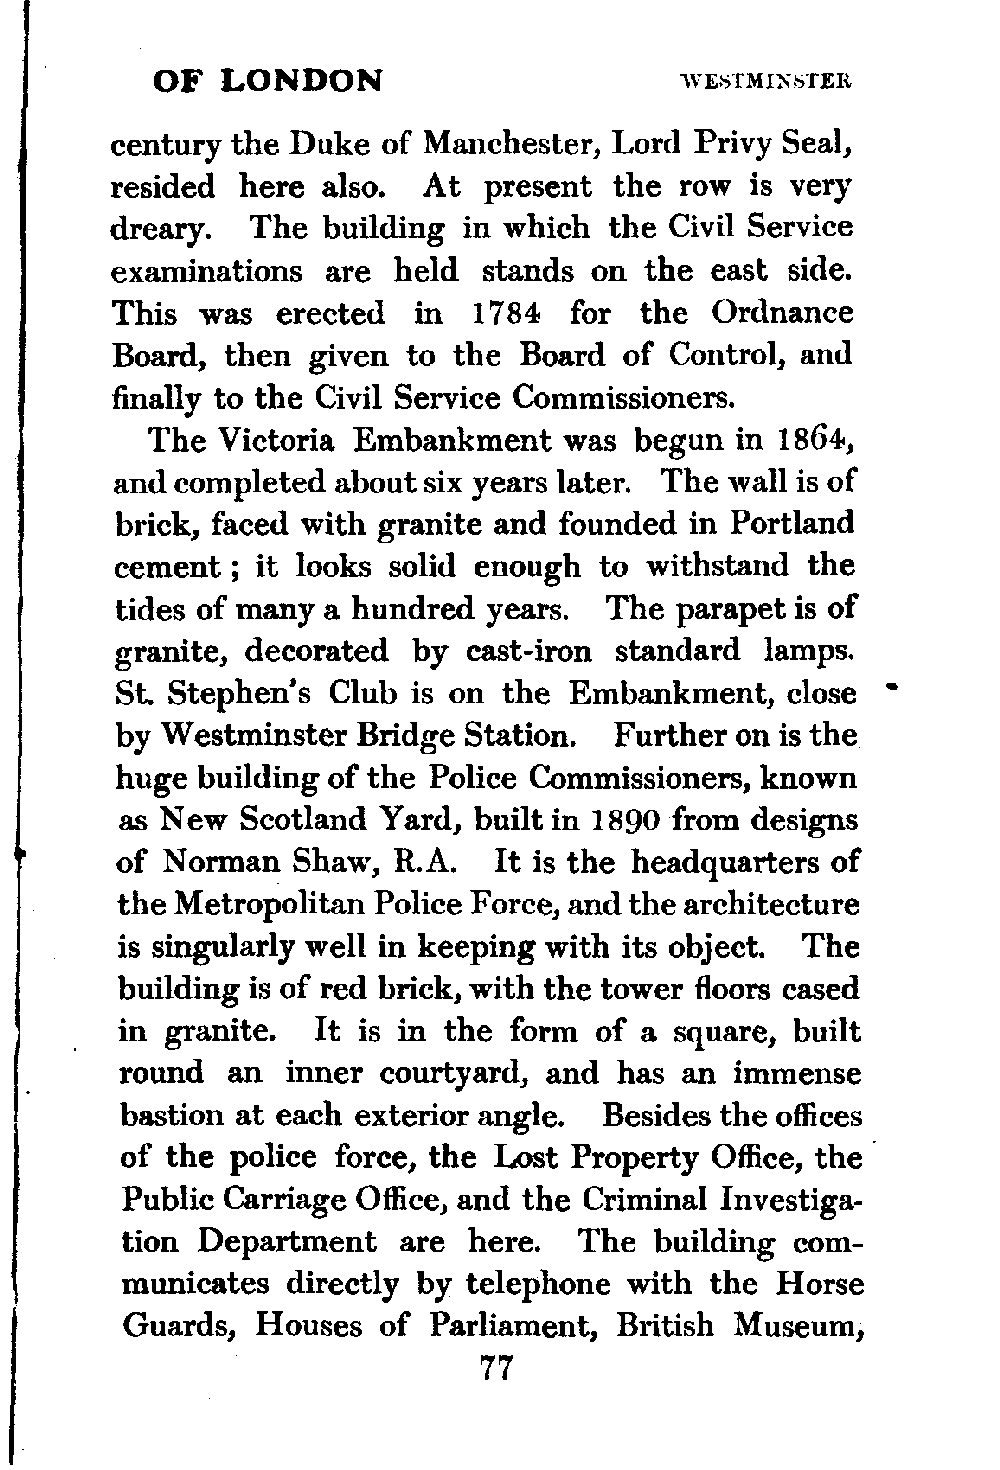 OF LONDON WESTMINSTER
century the Duke of Manchester, Lord Privy Seal,
resided here also. At present the row is very
dreary. The building in which the Civil Service
examinations are held stands on the east side.
This was erected in 1784 for the Ordnance
Board, then given to the Board of Control, and
finally to the Civil Service Commissioners.
The Victoria Embankment was begun in 1864,
and completed about six years later. The wall is of
brick, faced with granite and founded in Portland
cement ; it looks solid enough to withstand the
tides of many a hundred years. The parapet is of
granite, decorated by cast-iron standard lamps.
St. Stephen's Club is on the Embankment, close
by Westminster Bridge Station. Further on is the
huge building of the Police Commissioners, known
as New Scotland Yard, built in 1890 from designs
of Norman Shaw, R.A. It is the headquarters of
the Metropolitan Police Force, and the architecture
is singularly well in keeping with its object. The
building is of red brick, with the tower floors cased
in granite. It is in the form of a square, built
round an inner courtyard, and has an immense
bastion at each exterior angle. Besides the offices
of the police force, the Lost Property Office, the
Public Carriage Office, and the Criminal Investiga-
tion Department are here. The building com-
municates directly by telephone with the Horse
Guards, Houses of Parliament, British Museum,
77